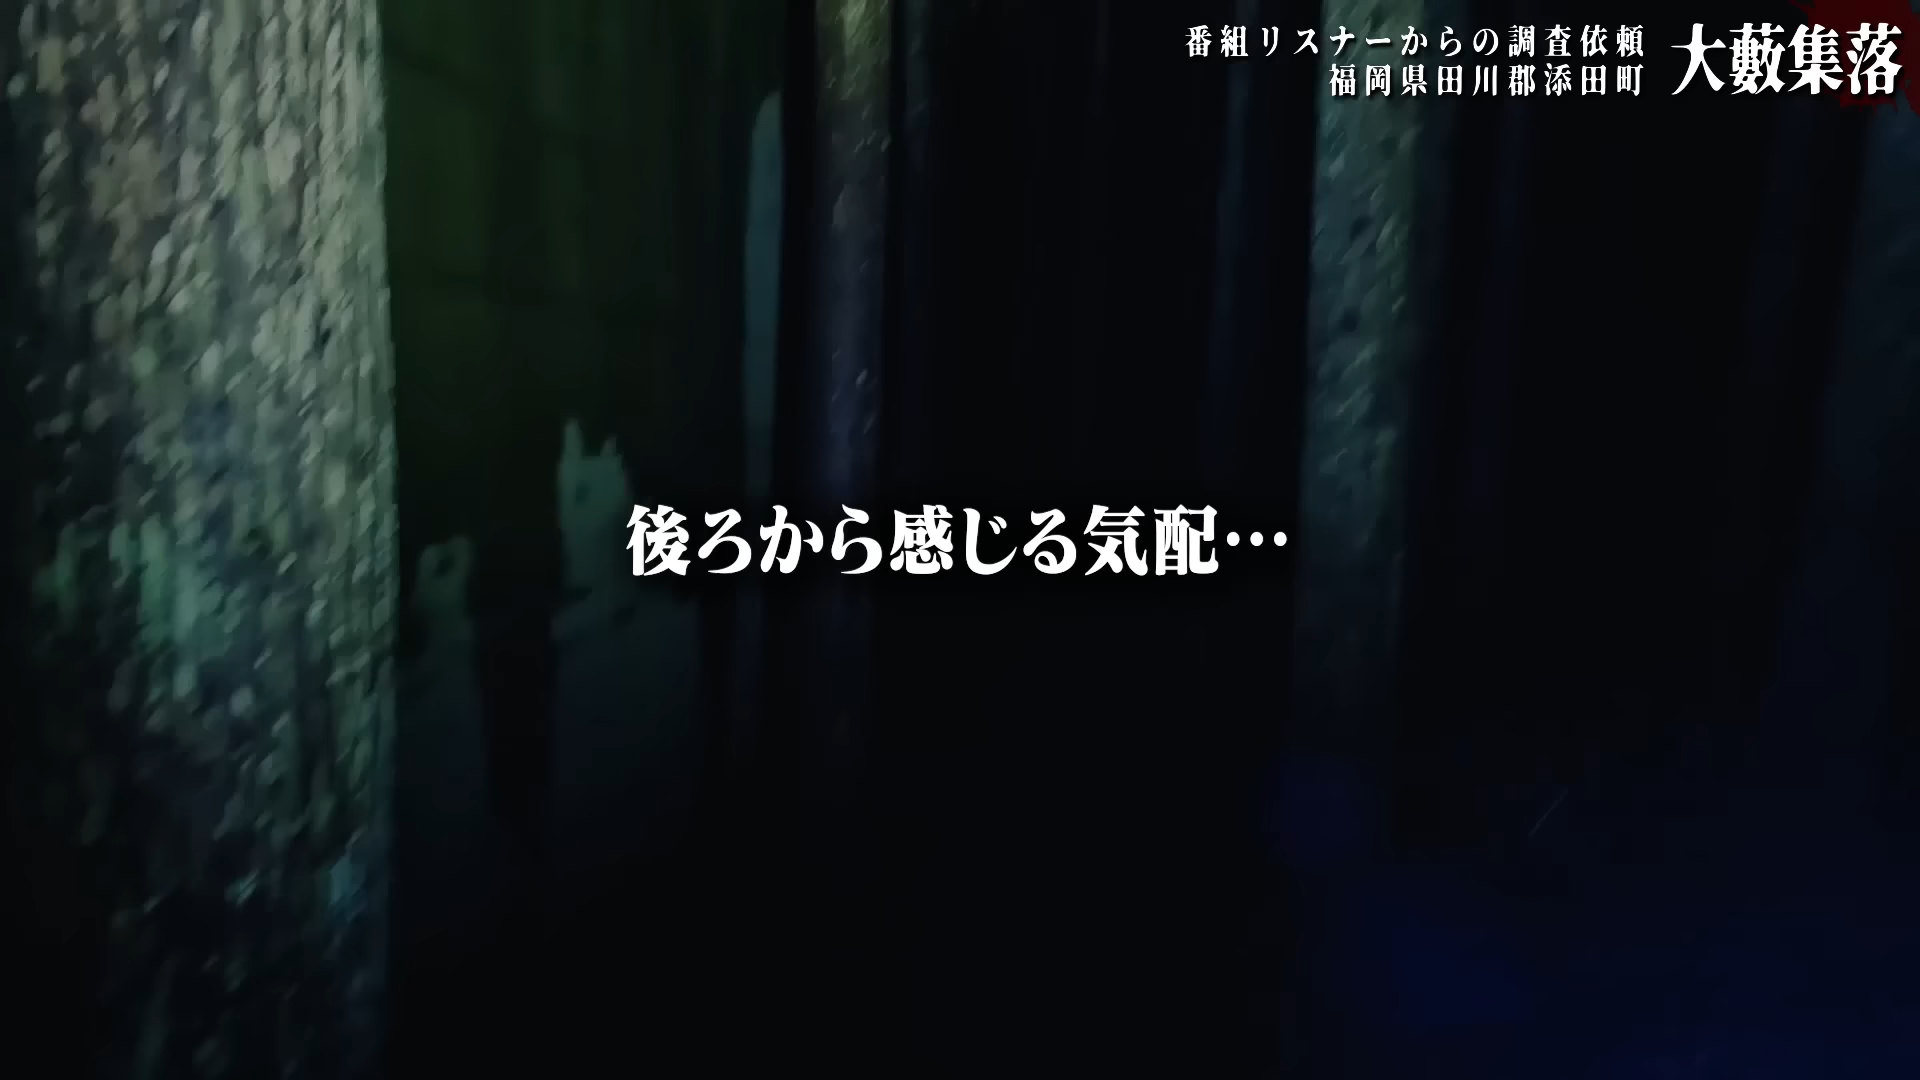 番組リスナーからの調査依頼
福岡県田川郡添田町
大藪集落
後ろから感じる気配…